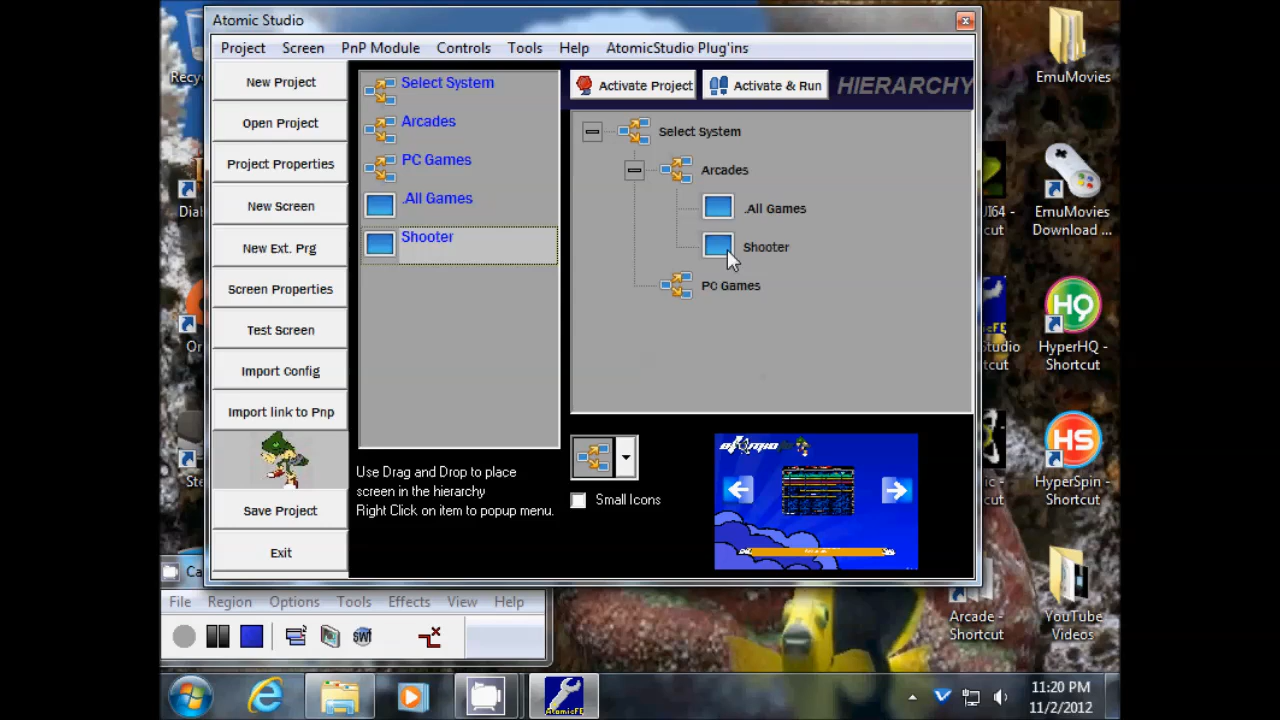 Atomic Studio
Project Screen PnP Module Controls Tools Help AtomicStudio Plug'ins
New Project
Open Project
Project Properties
New Screen
New Ext. Prg
Screen Properties
Test Screen
Import Config
Import link to Pnp
Save Project
Exit
Select System
Arcades
PC Games
.All Games
Shooter
Use Drag and Drop to place
screen in the hierarchy
Right Click on item to popup menu.
Activate Project
Activate & Run
HIERARCHY
Select System
Arcades
.All Games
Shooter
PC Games
Small Icons
EmuMovies
EmuMovies
Download ...
HyperHQ -
Shortcut
HyperSpin -
Shortcut
YouTube
Videos
Arcade -
Shortcut
File Region Options Tools Effects View Help
SWF
AtomicFE
11:20 PM
11/2/2012